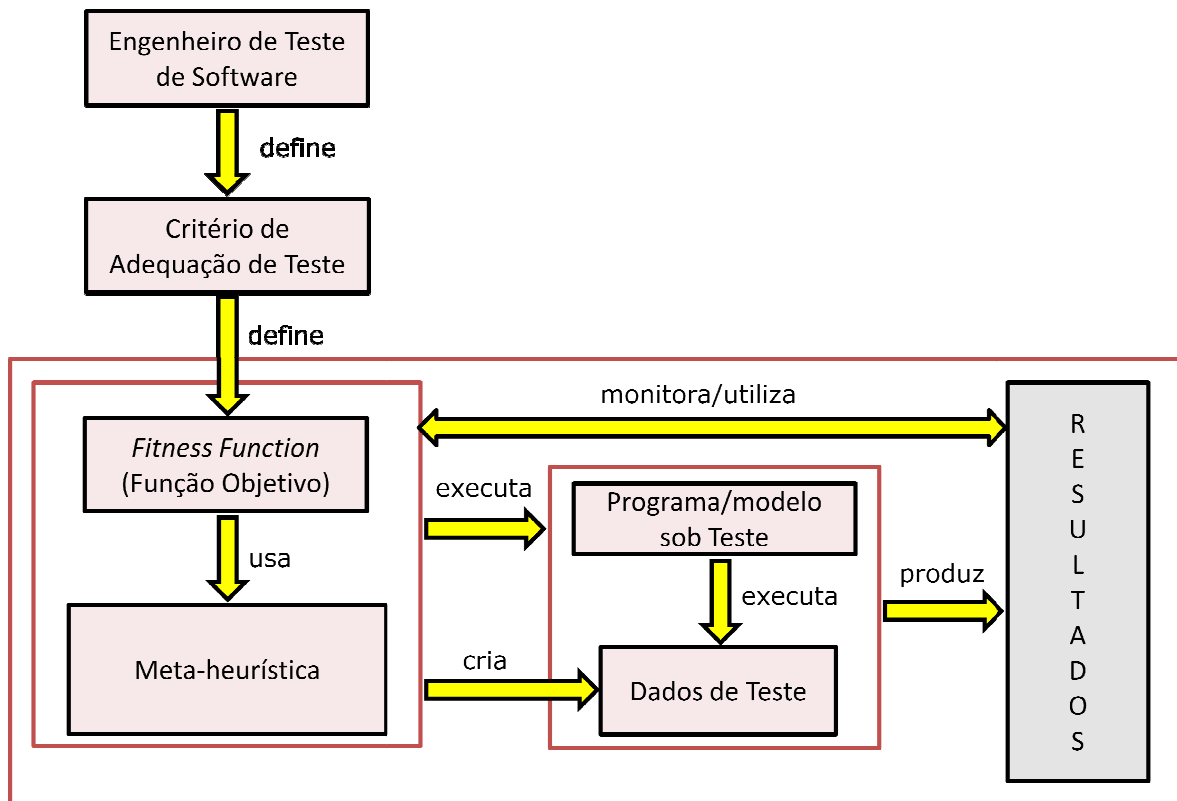 Engenheiro de Teste
de Software
define
Critério de
Adequação de Teste
define
Fitness Function
(Função Objetivo)
usa
Meta-heurística
monitora/utiliza
executa
Programa/modelo
sob Teste
executa
cria
Dados de Teste
produz
R
E
S
U
L
T
A
D
O
S